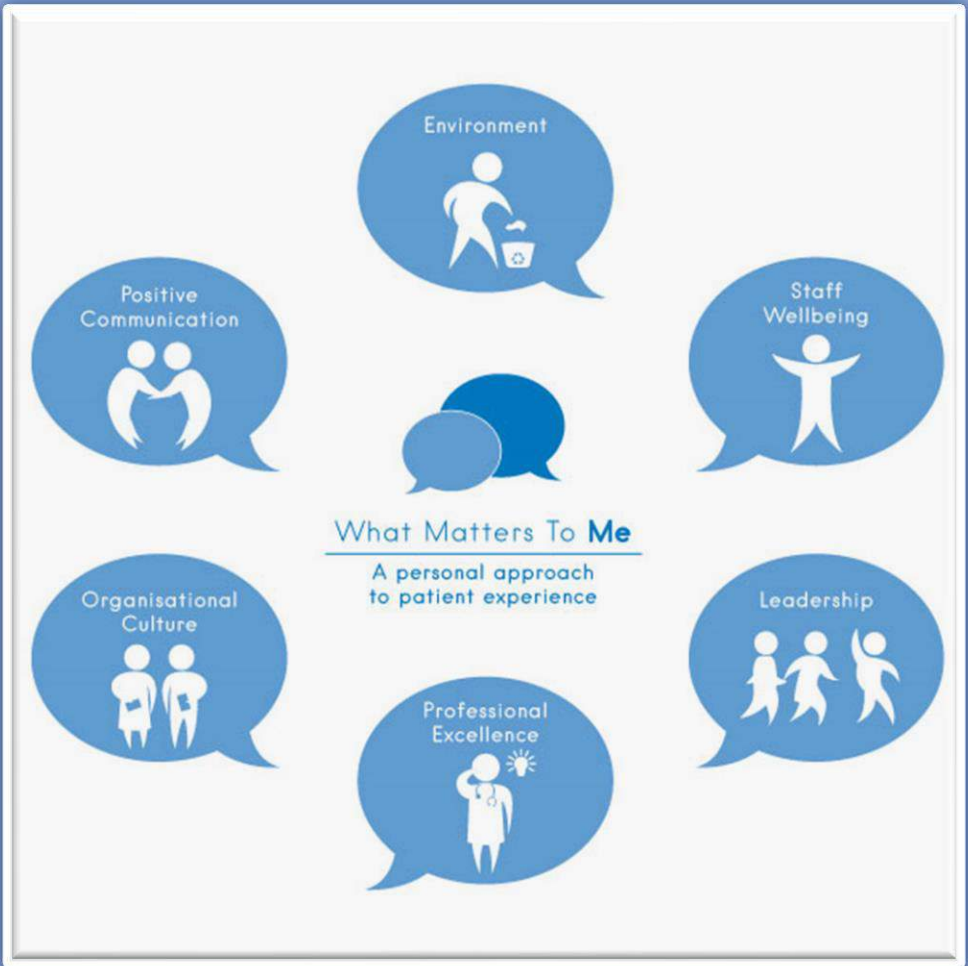 Environment
Positive
Communication
Staff
Wellbeing
What Matters To Me
A personal approach
to patient experience
Organisational
Culture
Leadership
Professional
Excellence